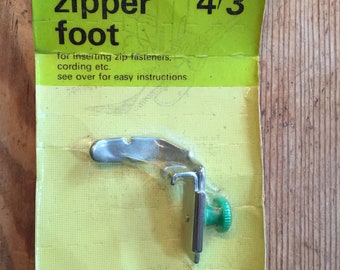 zipper 4/3
foot
for inserting zip fasteners,
cording etc.
see over for easy instructions